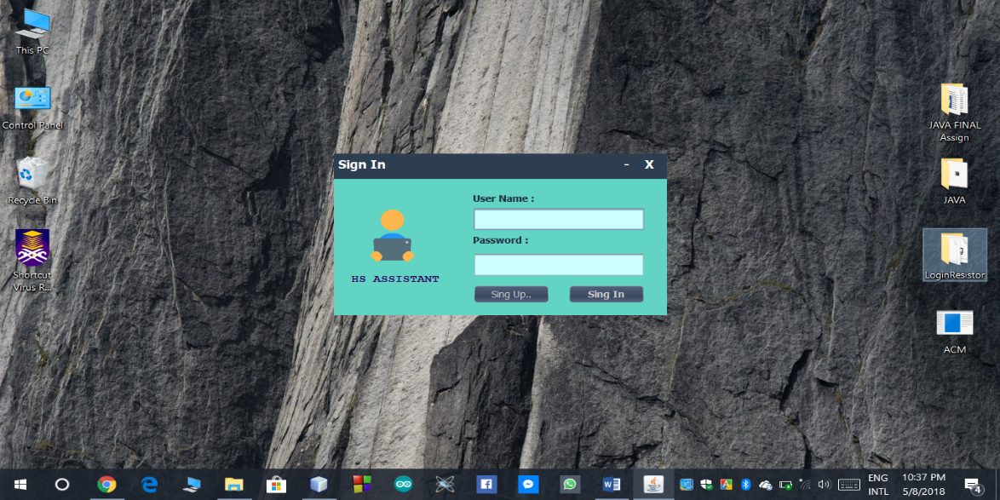 This PC
Control Panel
Recycle Bin
Shortcut
Virus R...
Sign In
-
X
User Name :
Password :
HS ASSISTANT
Sing Up..
Sing In
JAVA FINAL
Assign
JAVA
LoginResistor
ACM
ENG
INTL
10:37 PM
5/8/2018
4